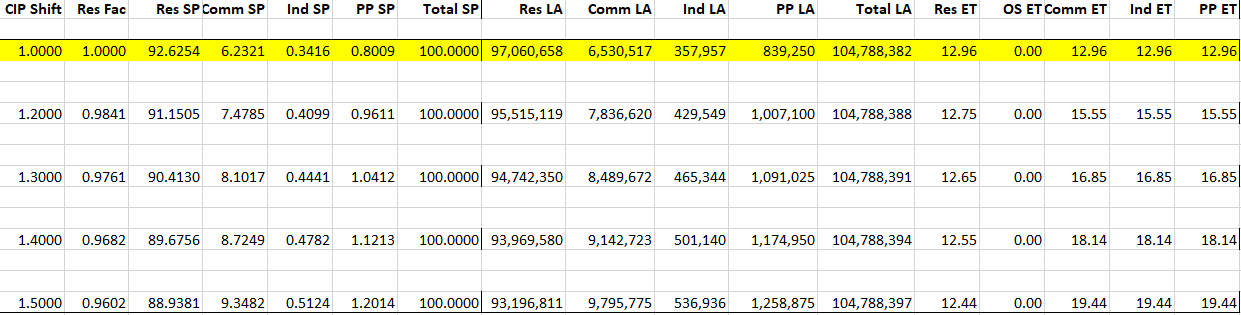 CIP Shift Res Fac Res SP Comm SP Ind SP PP SP Total SP Res LA Comm LA Ind LA PP LA Total LA Res ET OS ET Comm ET Ind ET PP ET
1.0000 1.0000 92.6254 6.2321 0.3416 0.8009 100.0000 97,060,658 6,530,517 357,957 839,250 104,788,382 12.96 0.00 12.96 12.96 12.96
1.2000 0.9841 91.1505 7.4785 0.4099 0.9611 100.0000 95,515,119 7,836,620 429,549 1,007,100 104,788,388 12.75 0.00 15.55 15.55 15.55
1.3000 0.9761 90.4130 8.1017 0.4441 1.0412 100.0000 94,742,350 8,489,672 465,344 1,091,025 104,788,391 12.65 0.00 16.85 16.85 16.85
1.4000 0.9682 89.6756 8.7249 0.4782 1.1213 100.0000 93,969,580 9,142,723 501,140 1,174,950 104,788,394 12.55 0.00 18.14 18.14 18.14
1.5000 0.9602 88.9381 9.3482 0.5124 1.2014 100.0000 93,196,811 9,795,775 536,936 1,258,875 104,788,397 12.44 0.00 19.44 19.44 19.44